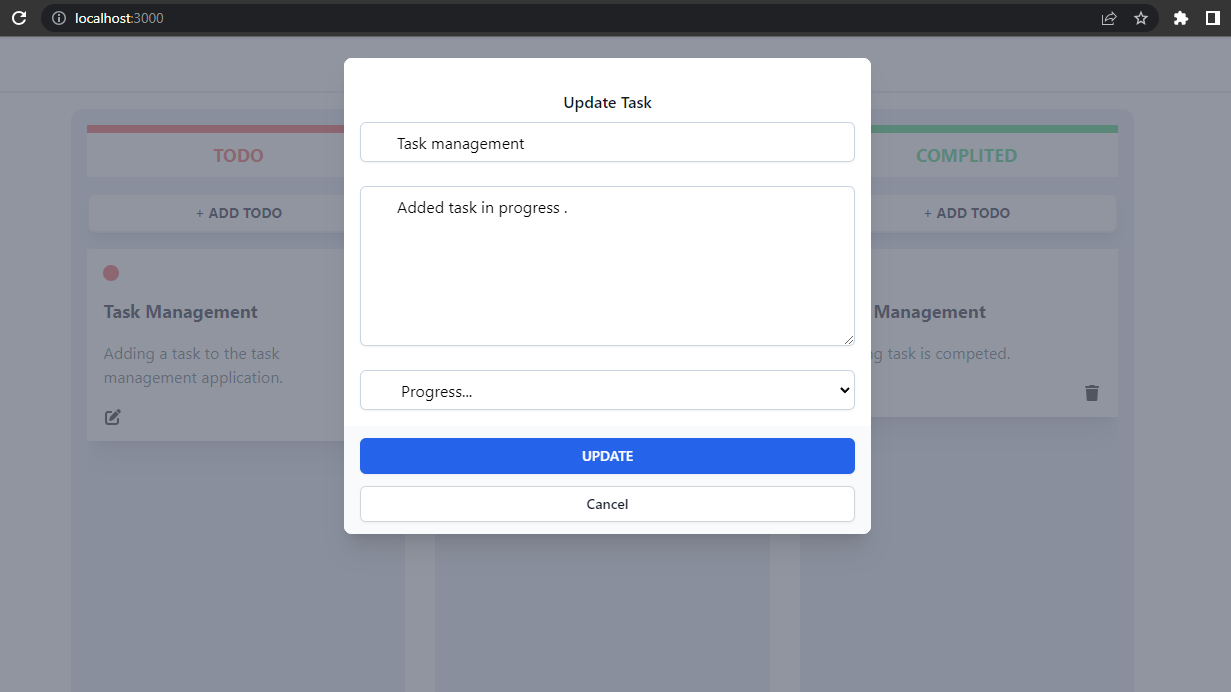 localhost:3000
Update Task
Task management
Added task in progress .
Progress...
UPDATE
Cancel
TODO
+ ADD TODO
Task Management
Adding a task to the task
management application.
COMPLITED
+ ADD TODO
Management
task is competed.